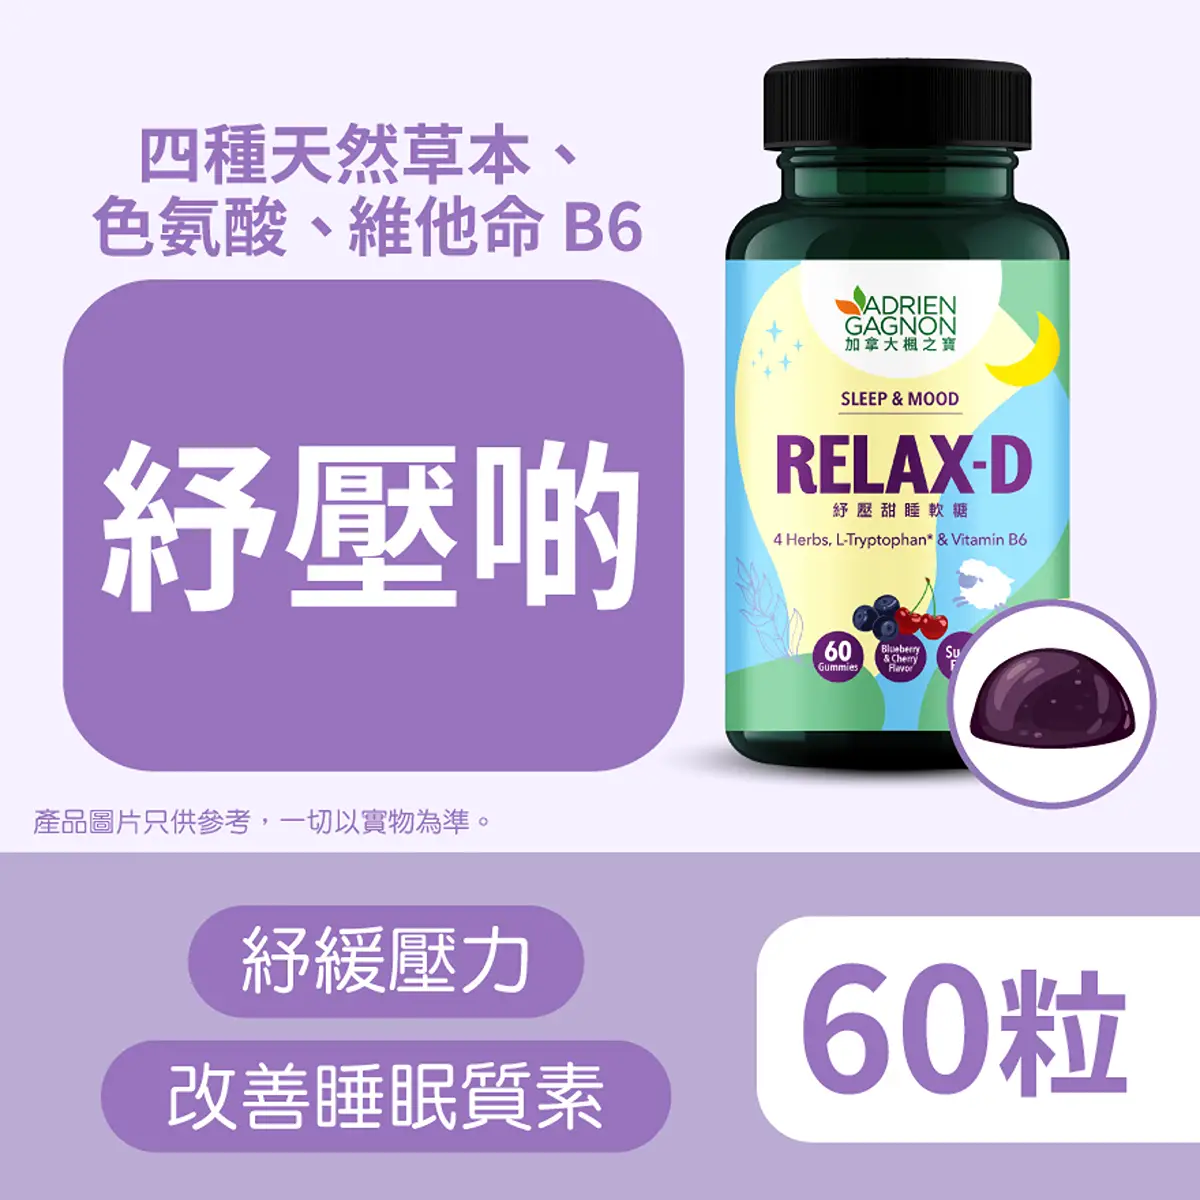 四種天然草本、
色氨酸、維他命 B6
紓壓啲
ADRIEN
GAGNON
加拿大楓之寶
SLEEP & MOOD
RELAX-D
紓壓甜睡軟糖
4 Herbs, L-Tryptophan* & Vitamin B6
60
Gummies
Blueberry
& Cherry
Flavor
產品圖片只供參考，一切以實物為準。
紓緩壓力
改善睡眠質素
60粒